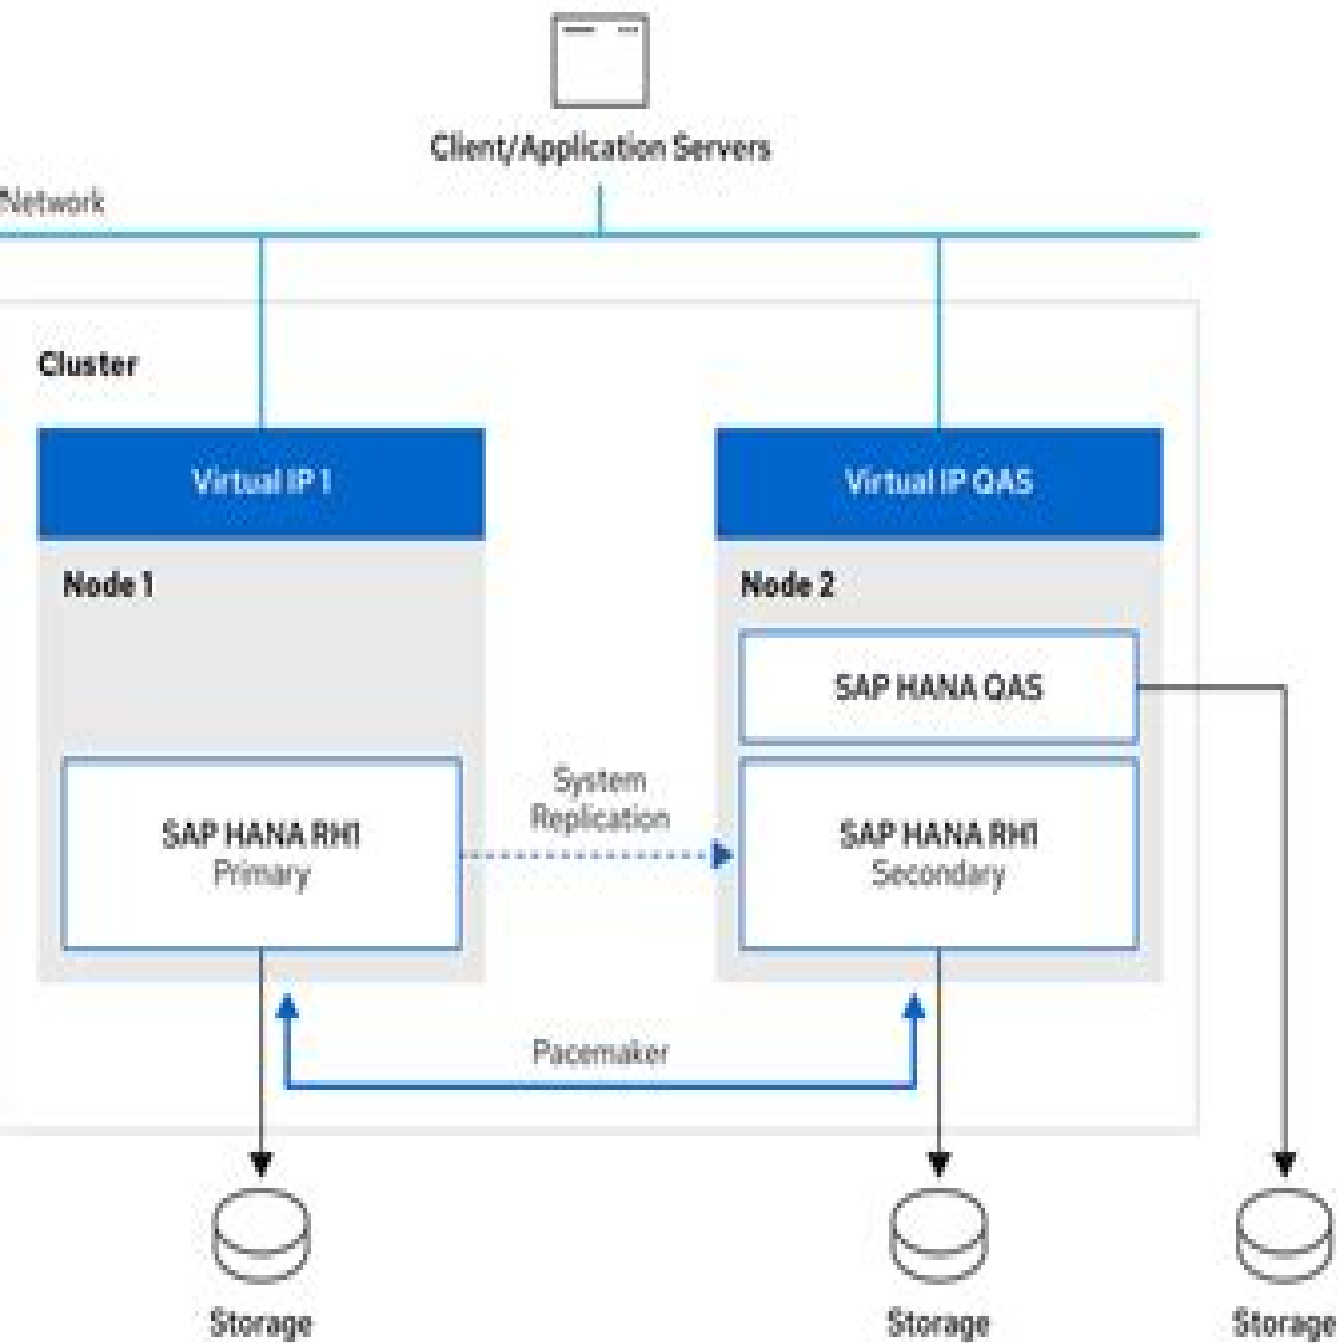 Client/Application Servers
Network
Cluster
Virtual IP 1
Virtual IP QAS
Node 1
Node 2
SAP HANA QAS
System
Replication
SAP HANA RH1
Primary
SAP HANA RH1
Secondary
Pacemaker
Storage
Storage
Storage